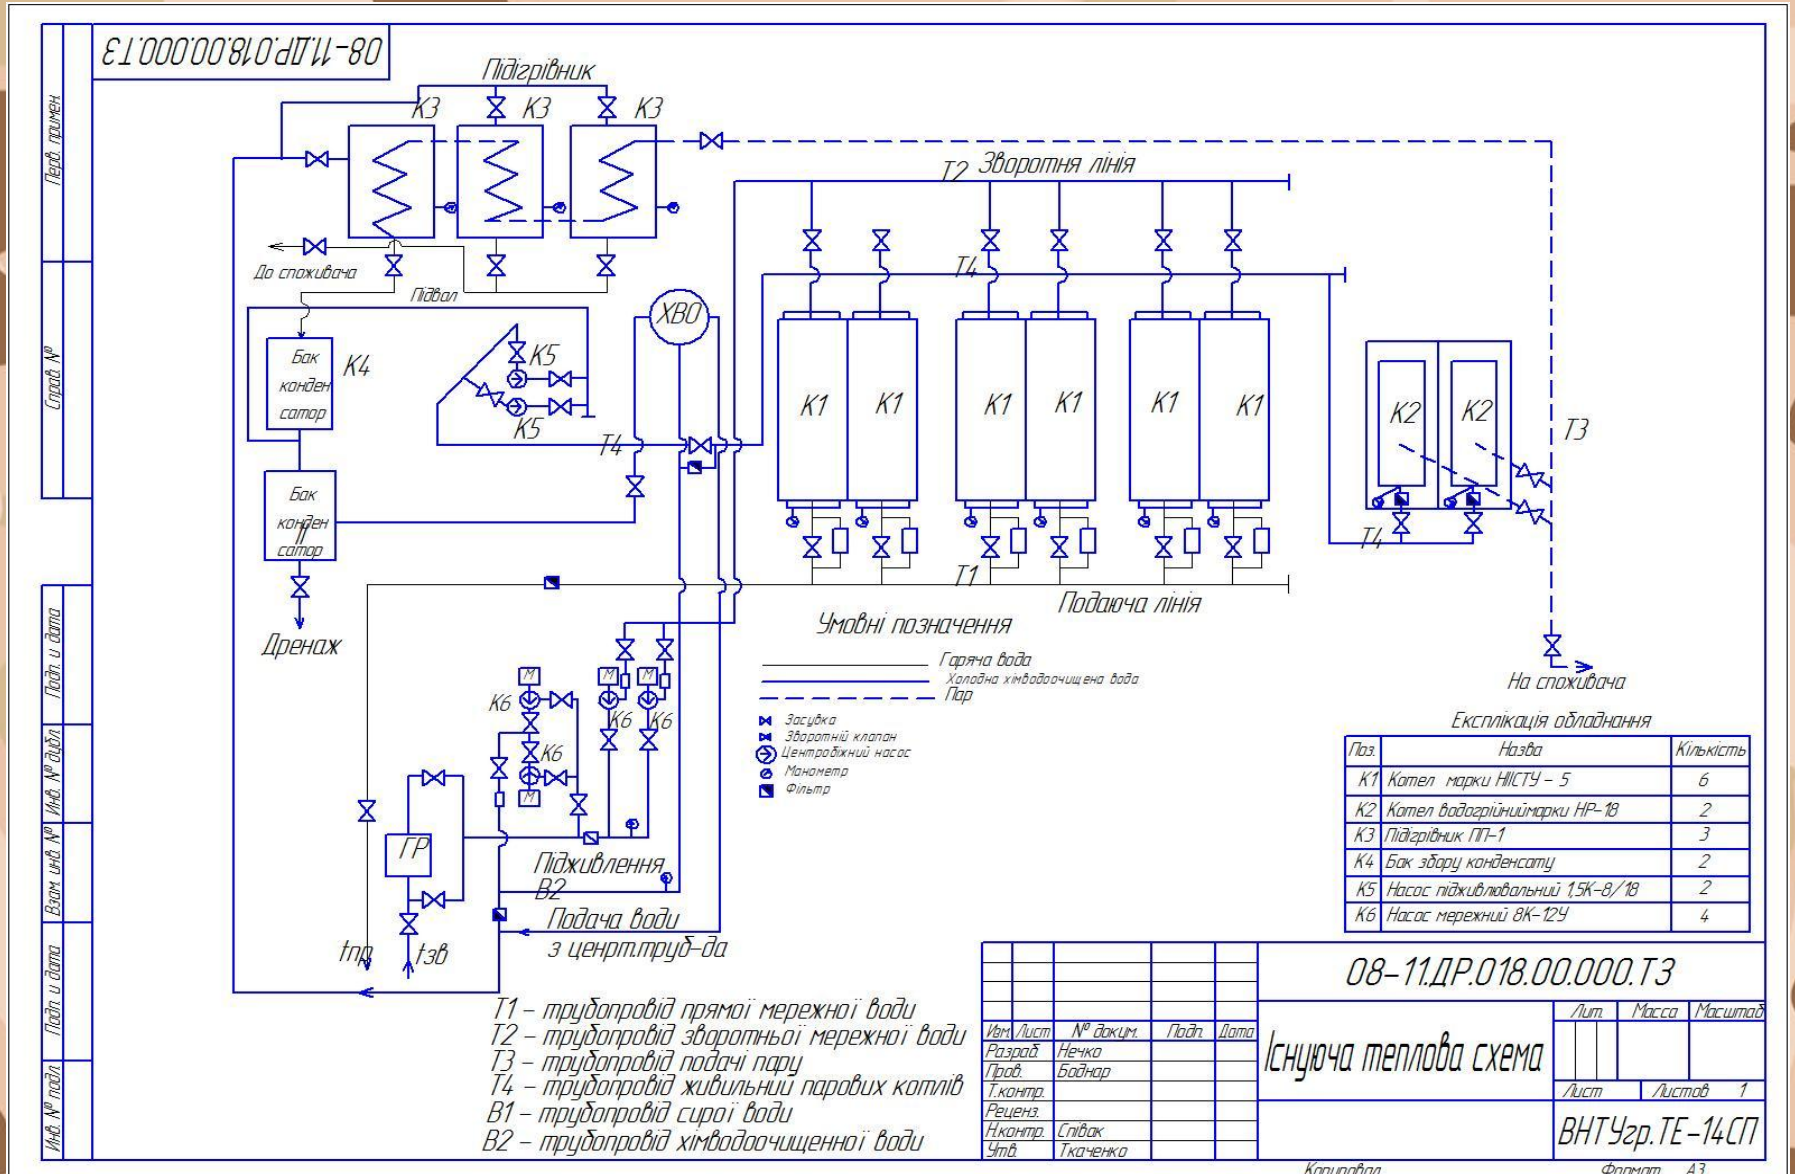 08-11.ДР.018.00.000.ТЗ
Перв. примен.
Справ. №
Подп. и дата
Инв. № дубл.
Взам. инв. №
Подп. и дата
Инв. № подл.
Підігрівник
К3
К3
К3
До споживача
Підвал
Бак
конден
сатор
К4
Бак
конден
сатор
Дренаж
ХВО
К5
К5
Т4
Т2
Зворотня лінія
Т4
К1
К1
К1
К1
К1
К1
К2
К2
Т3
Т4
Т1
Подаюча лінія
На споживача
М
М
М
К6
К6
К6
К6
М
ГР
Підживлення
В2
Подача води
з ценрт.труб-да
tпр
tзв
Умовні позначення
Гаряча вода
Холодна хімводоочищена вода
Пар
Засувка
Зворотній клапан
Центробіжний насос
Манометр
Фільтр
Експлікація обладнання
Поз. Назва Кількість
К1 Котел марки НІІСТУ - 5 6
К2 Котел водогрійниймарки НР-18 2
К3 Підігрівник ПП-1 3
К4 Бак збору конденсату 2
К5 Насос підживлювальний 1,5К-8/18 2
К6 Насос мережний 8К-12У 4
Т1 - трубопровід прямої мережної води
Т2 - трубопровід зворотньої мережної води
Т3 - трубопровід подачі пару
Т4 - трубопровід живильний парових котлів
В1 - трубопровід сирої води
В2 - трубопровід хімводоочищенної води
08-11.ДР.018.00.000.ТЗ
Изм. Лист № докум. Подп. Дата
Разраб. Нечко
Пров. Боднар
Т.контр.
Реценз.
Н.контр. Співак
Утв. Ткаченко
Існуюча теплова схема
Лит. Масса Масштаб
Лист Листов 1
ВНТУгр.ТЕ-14СП
Копировал Формат А3